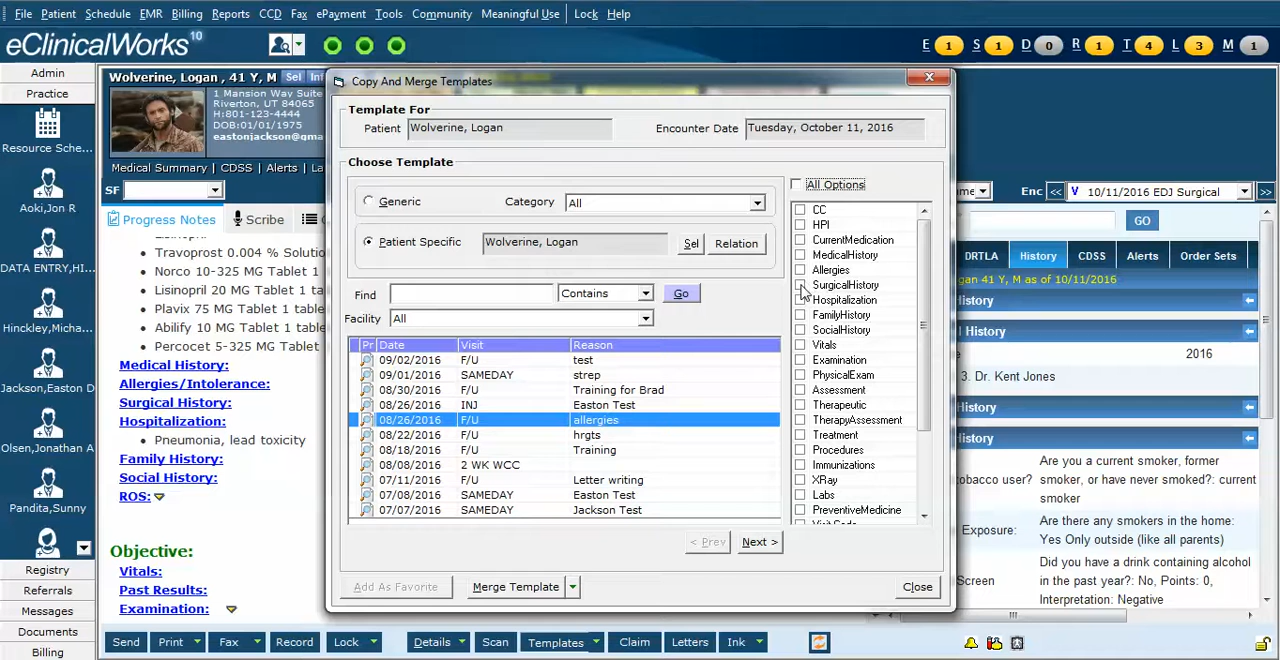 File Patient Schedule EMR Billing Reports CCD Fax ePayment Tools Community Meaningful Use Lock Help
eClinicalWorks 10
E 1 S 1 D 0 R 1 T 4 L 3 M 1
Admin
Practice
Resource Sche...
Aoki,Jon R
DATA ENTRY,HI...
Hinckley,Micha...
Jackson,Easton D
Olsen,Jonathan A
Pandita,Sunny
Registry
Referrals
Messages
Documents
Billing
Wolverine, Logan , 41 Y, M Sel
1 Mansion Way Suite
Riverton, UT 84065
H:801-123-4444
DOB:01/01/1975
eastonjackson@gma
Medical Summary | CDSS | Alerts |
SF
Progress Notes Scribe
Travoprost 0.004 % Solutio
Norco 10-325 MG Tablet 1
Lisinopril 20 MG Tablet 1
Plavix 75 MG Tablet 1
Abilify 10 MG Tablet 1
Percocet 5-325 MG Tablet
Medical History:
Allergies/Intolerance:
Surgical History:
Hospitalization:
Pneumonia, lead toxicity
Family History:
Social History:
ROS:
Objective:
Vitals:
Past Results:
Examination:
Copy And Merge Templates
Template For
Patient Wolverine, Logan Encounter Date Tuesday, October 11, 2016
Choose Template
Generic Category All
Patient Specific Wolverine, Logan Sel Relation
Find Contains Go
Facility All
Pr Date Visit Reason
09/02/2016 F/U test
09/01/2016 SAMEDAY strep
08/30/2016 F/U Training for Brad
08/26/2016 INJ Easton Test
08/26/2016 F/U allergies
08/22/2016 F/U hrgts
08/18/2016 F/U Training
08/08/2016 2 WK WCC
07/11/2016 F/U Letter writing
07/08/2016 SAMEDAY Easton Test
07/07/2016 SAMEDAY Jackson Test
< Prev Next >
Add As Favorite Merge Template Close
All Options
CC
HPI
CurrentMedication
MedicalHistory
Allergies
SurgicalHistory
Hospitalization
FamilyHistory
SocialHistory
Vitals
Examination
PhysicalExam
Assessment
Therapeutic
TherapyAssessment
Treatment
Procedures
Immunizations
XRay
Labs
PreventiveMedicine
Enc << V 10/11/2016 EDJ Surgical >>
GO
DRTLA History CDSS Alerts Order Sets
gan 41 Y, M as of 10/11/2016
istory
l History
2016
3. Dr. Kent Jones
History
History
obacco user?
Are you a current smoker, former
smoker, or have never smoked?: current
smoker
Exposure:
Are there any smokers in the home:
Yes Only outside (like all parents)
Screen
Did you have a drink containing alcohol
in the past year?: No, Points: 0,
Interpretation: Negative
Send Print Fax Record Lock Details Scan Templates Claim Letters Ink